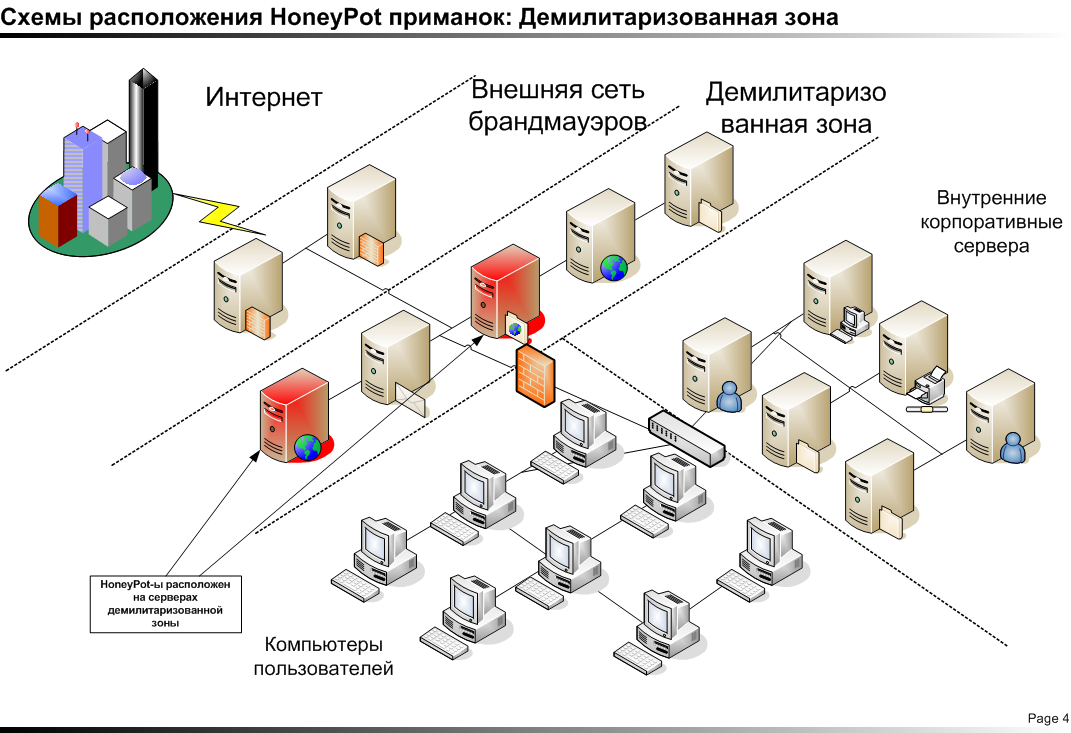 Схемы расположения HoneyPot приманок: Демилитаризованная зона
Интернет
Внешняя сеть
брандмауэров
Демилитаризо
ванная зона
Внутренние
корпоративные
сервера
HoneyPot-ы расположен
на серверах
демилитаризованной
зоны
Компьютеры
пользователей
Page 4